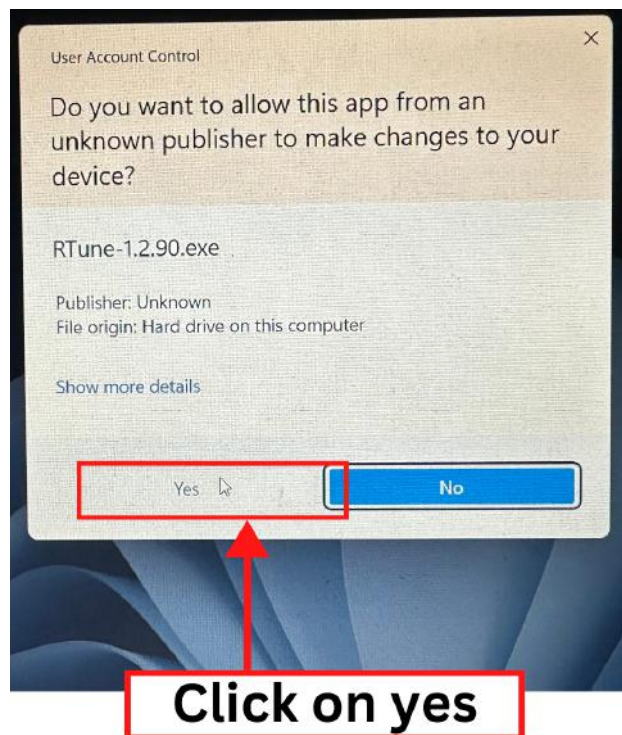 User Account Control
Do you want to allow this app from an
unknown publisher to make changes to your
device?
RTune-1.2.90.exe
Publisher: Unknown
File origin: Hard drive on this computer
Show more details
Yes
No
Click on yes